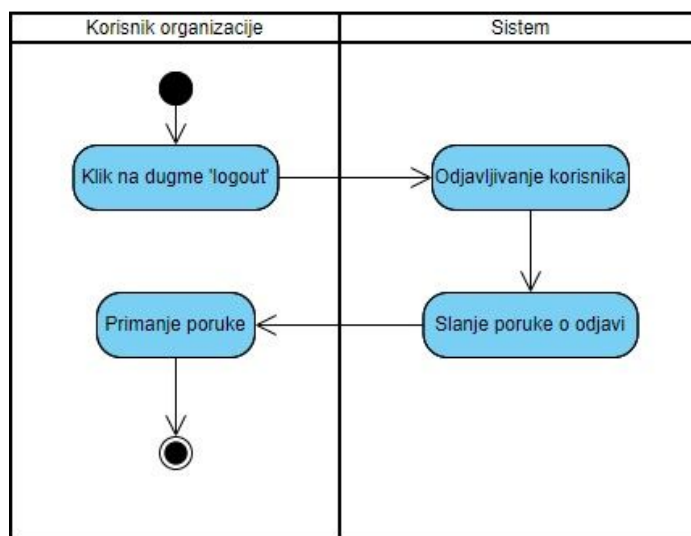 Korisnik organizacije
Sistem
Klik na dugme 'logout'
Odjavljivanje korisnika
Primanje poruke
Slanje poruke o odjavi